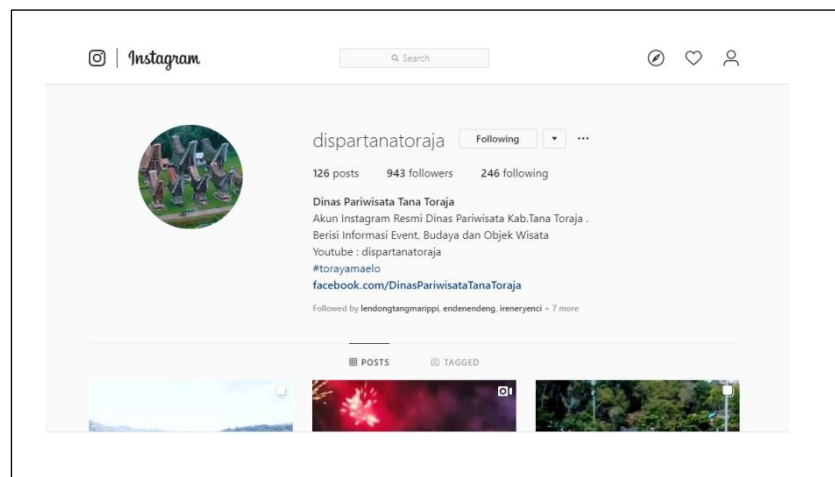 Instagram
Search
dispartanatoraja Following
126 posts 943 followers 246 following
Dinas Pariwisata Tana Toraja
Akun Instagram Resmi Dinas Pariwisata Kab.Tana Toraja .
Berisi Informasi Event, Budaya dan Objek Wisata
Youtube : dispartanatoraja
#torayamaelo
facebook.com/DinasPariwisataTanaToraja
Followed by lendongtangmarippi, endenendeng, ireneryenci + 7 more
POSTS TAGGED